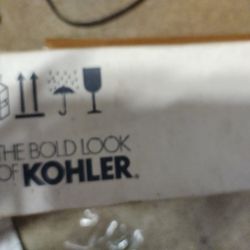 THE BOLD LOOK
OF KOHLER.